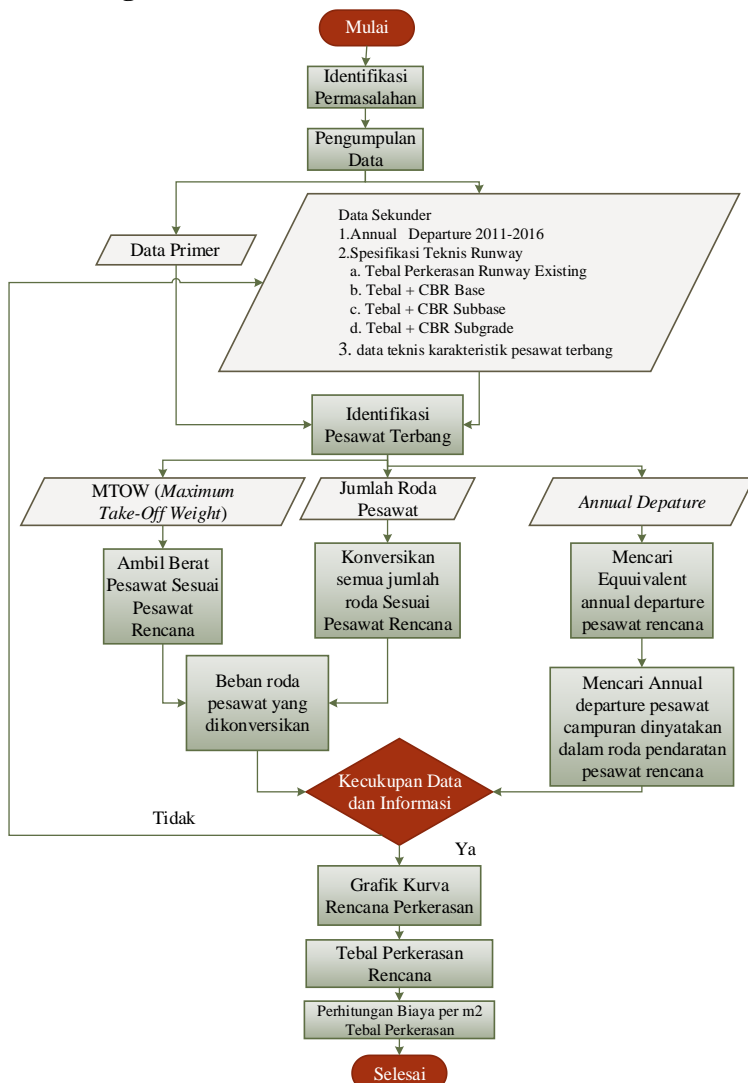 Mulai
Identifikasi
Permasalahan
Pengumpulan
Data
Data Primer
Data Sekunder
1.Annual Departure 2011-2016
2.Spesifikasi Teknis Runway
a. Tebal Perkerasan Runway Existing
b. Tebal + CBR Base
c. Tebal + CBR Subbase
d. Tebal + CBR Subgrade
3. data teknis karakteristik pesawat terbang
Identifikasi
Pesawat Terbang
MTOW (Maximum
Take-Off Weight)
Jumlah Roda
Pesawat
Annual Depature
Ambil Berat
Pesawat Sesuai
Pesawat
Rencana
Konversikan
semua jumlah
roda Sesuai
Pesawat Rencana
Mencari
Equuivalent
annual departure
pesawat rencana
Beban roda
pesawat yang
dikonversikan
Mencari Annual
departure pesawat
campuran dinyatakan
dalam roda pendaratan
pesawat rencana
Kecukupan Data
dan Informasi
Tidak
Ya
Grafik Kurva
Rencana Perkerasan
Tebal Perkerasan
Rencana
Perhitungan Biaya per m2
Tebal Perkerasan
Selesai